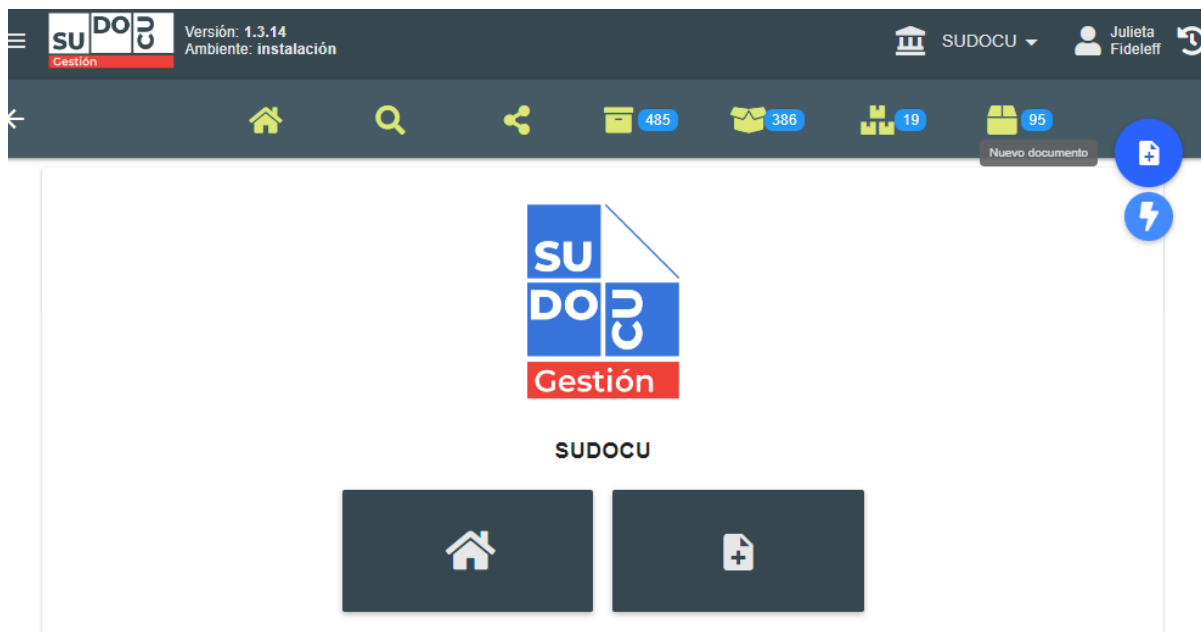 SU DO CU
Gestión
Versión: 1.3.14
Ambiente: instalación
SUDOCU
Julieta
Fideleff
485
386
19
95
Nuevo documento
SU
DO CU
Gestión
SUDOCU